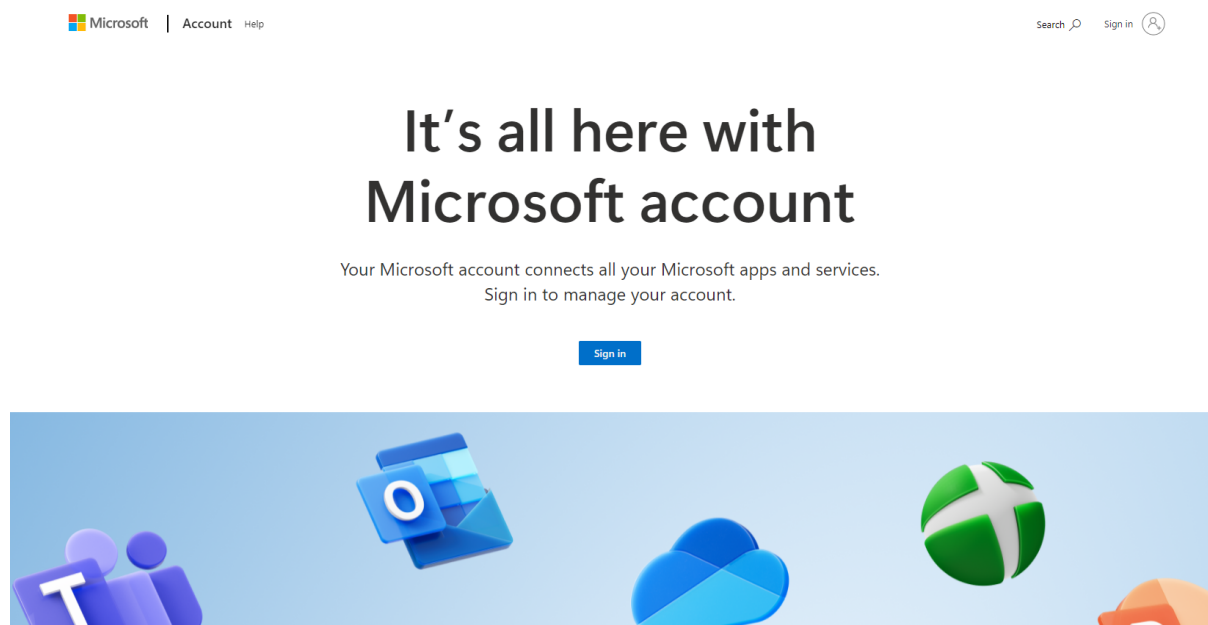 Microsoft Account Help Search Sign in
It's all here with
Microsoft account
Your Microsoft account connects all your Microsoft apps and services.
Sign in to manage your account.
Sign in
O
T